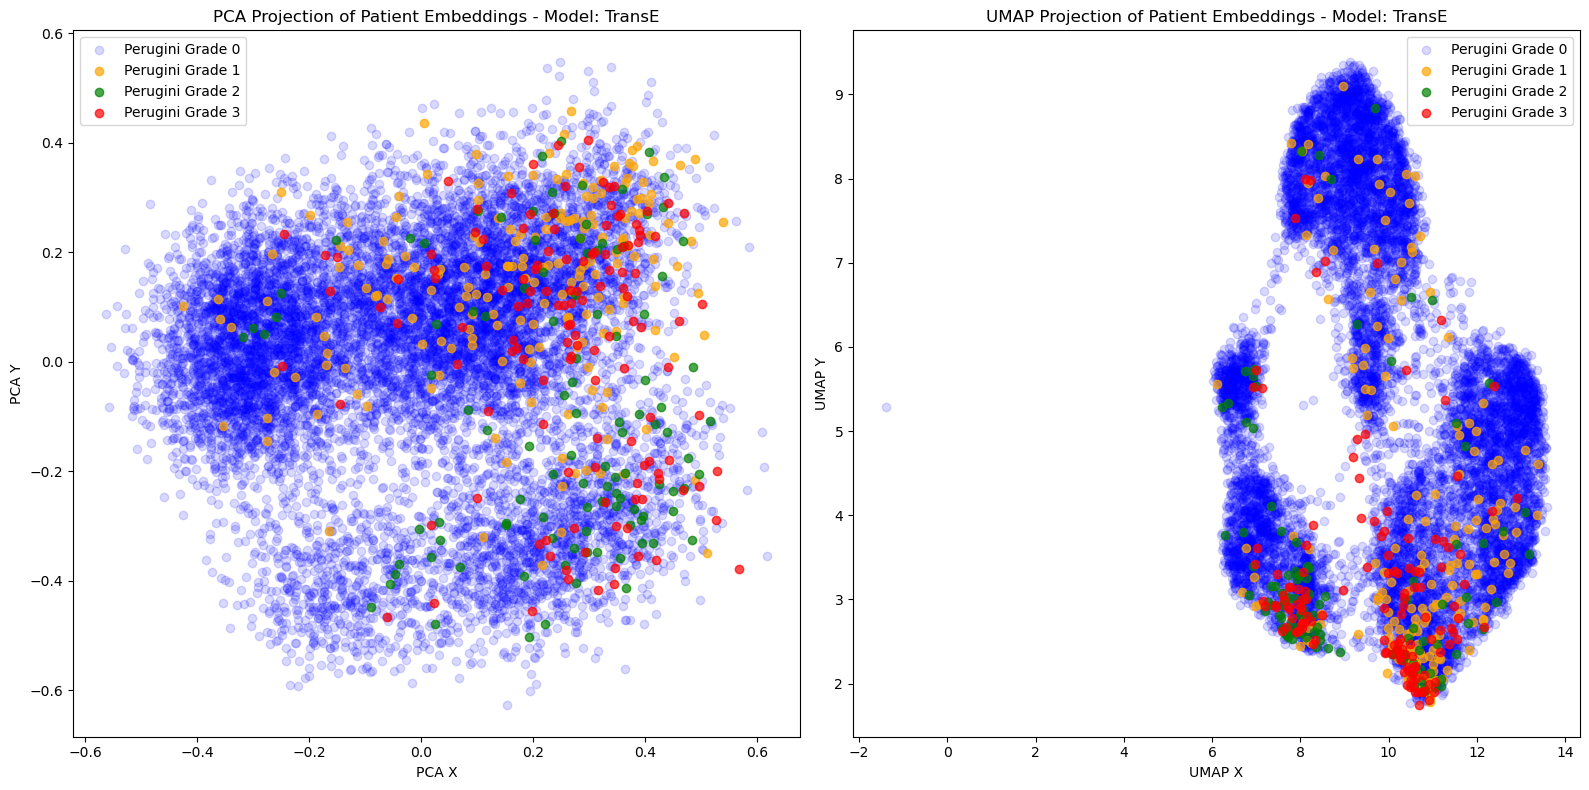 PCA Projection of Patient Embeddings - Model: TransE
Perugini Grade 0
Perugini Grade 1
Perugini Grade 2
Perugini Grade 3
0.6
0.4
0.2
0.0
−0.2
−0.4
−0.6
PCA Y
−0.6
−0.4
−0.2
0.0
0.2
0.4
0.6
PCA X
UMAP Projection of Patient Embeddings - Model: TransE
Perugini Grade 0
Perugini Grade 1
Perugini Grade 2
Perugini Grade 3
9
8
7
6
5
4
3
2
UMAP Y
−2
0
2
4
6
8
10
12
14
UMAP X